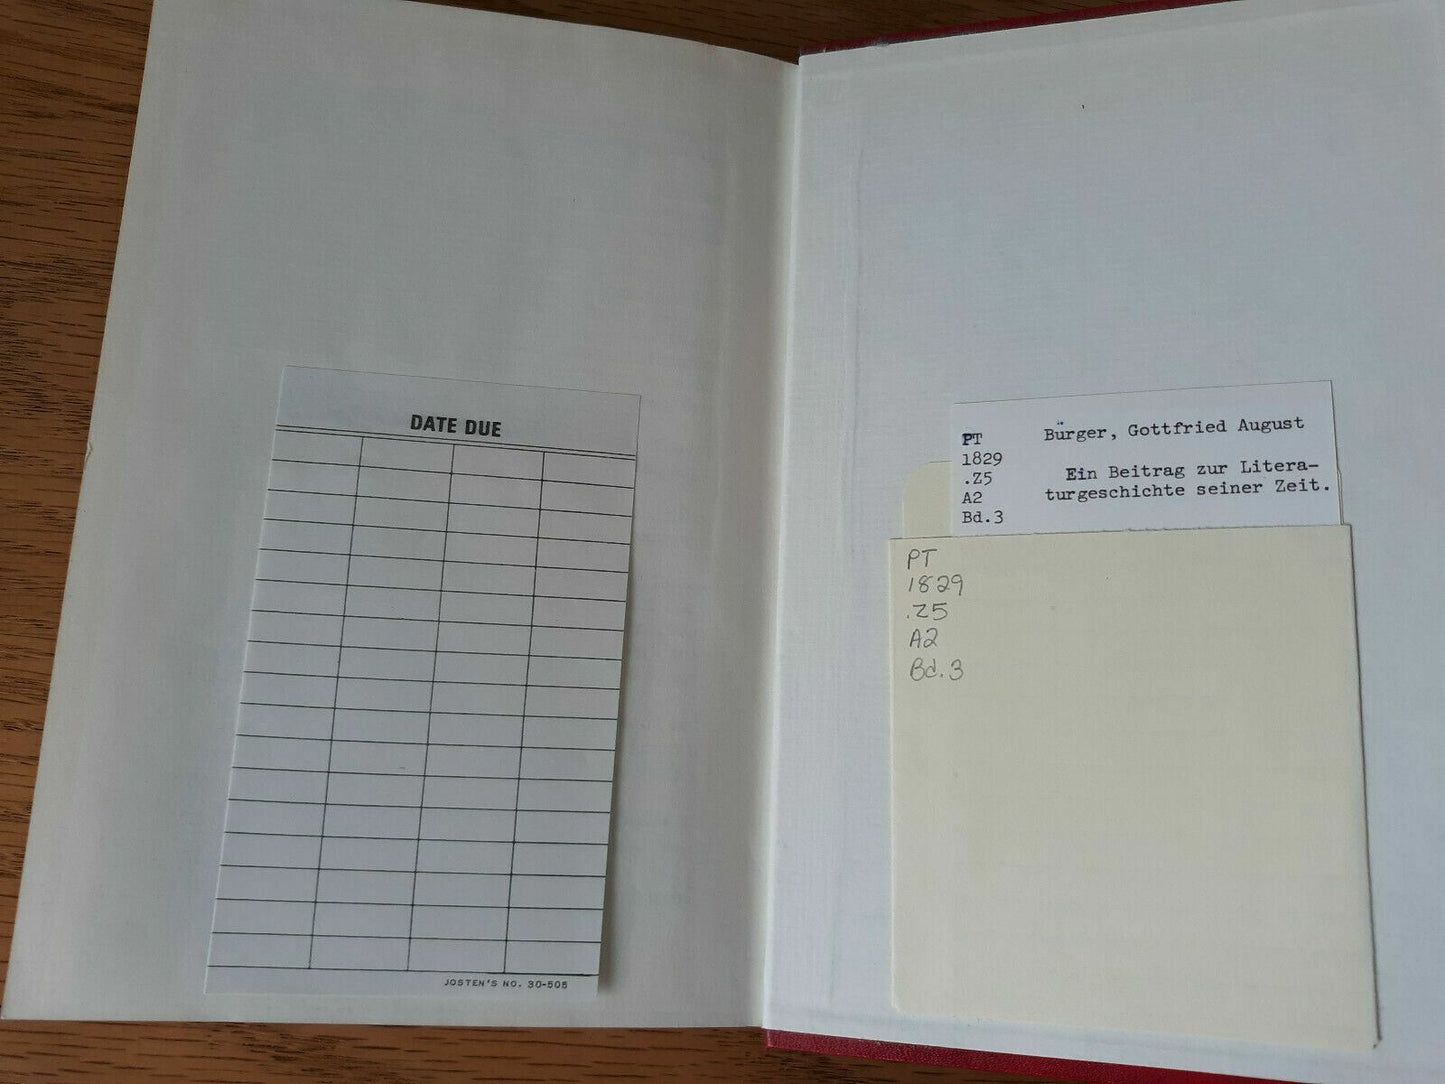 DATE DUE
JOSTEN'S NO. 30-505
PT
1829
.Z5
A2
Bd.3
Bürger, Gottfried August
Ein Beitrag zur Litera-
turgeschichte seiner Zeit.
PT
1829
.Z5
A2
Bd.3